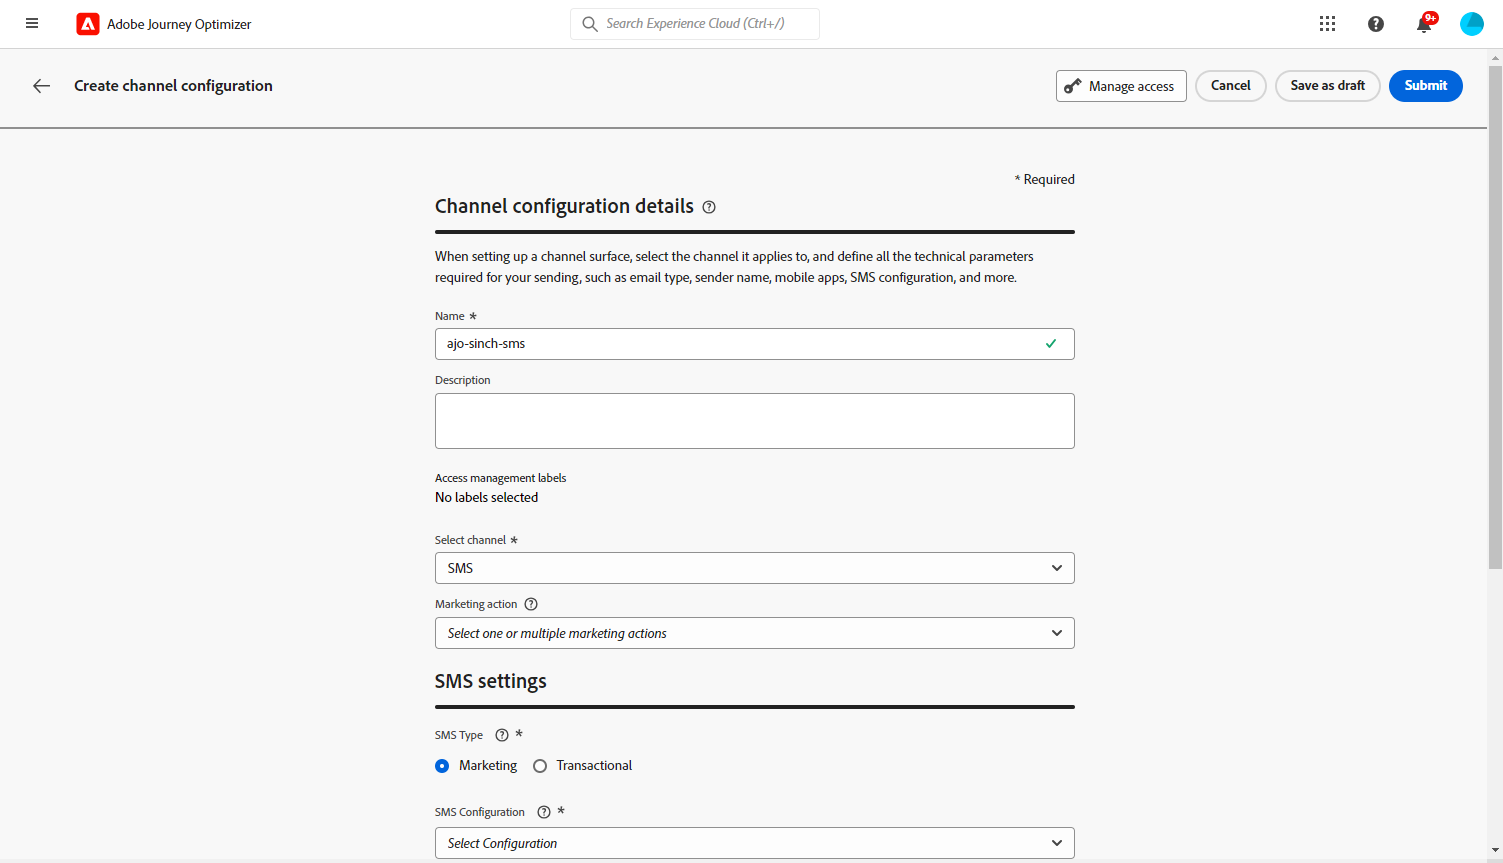 Adobe Journey Optimizer
Search Experience Cloud (Ctrl+/)
9+
Create channel configuration
Manage access
Cancel
Save as draft
Submit
* Required
Channel configuration details
When setting up a channel surface, select the channel it applies to, and define all the technical parameters
required for your sending, such as email type, sender name, mobile apps, SMS configuration, and more.
Name *
ajo-sinch-sms
Description
Access management labels
No labels selected
Select channel *
SMS
Marketing action
Select one or multiple marketing actions
SMS settings
SMS Type *
Marketing Transactional
SMS Configuration *
Select Configuration